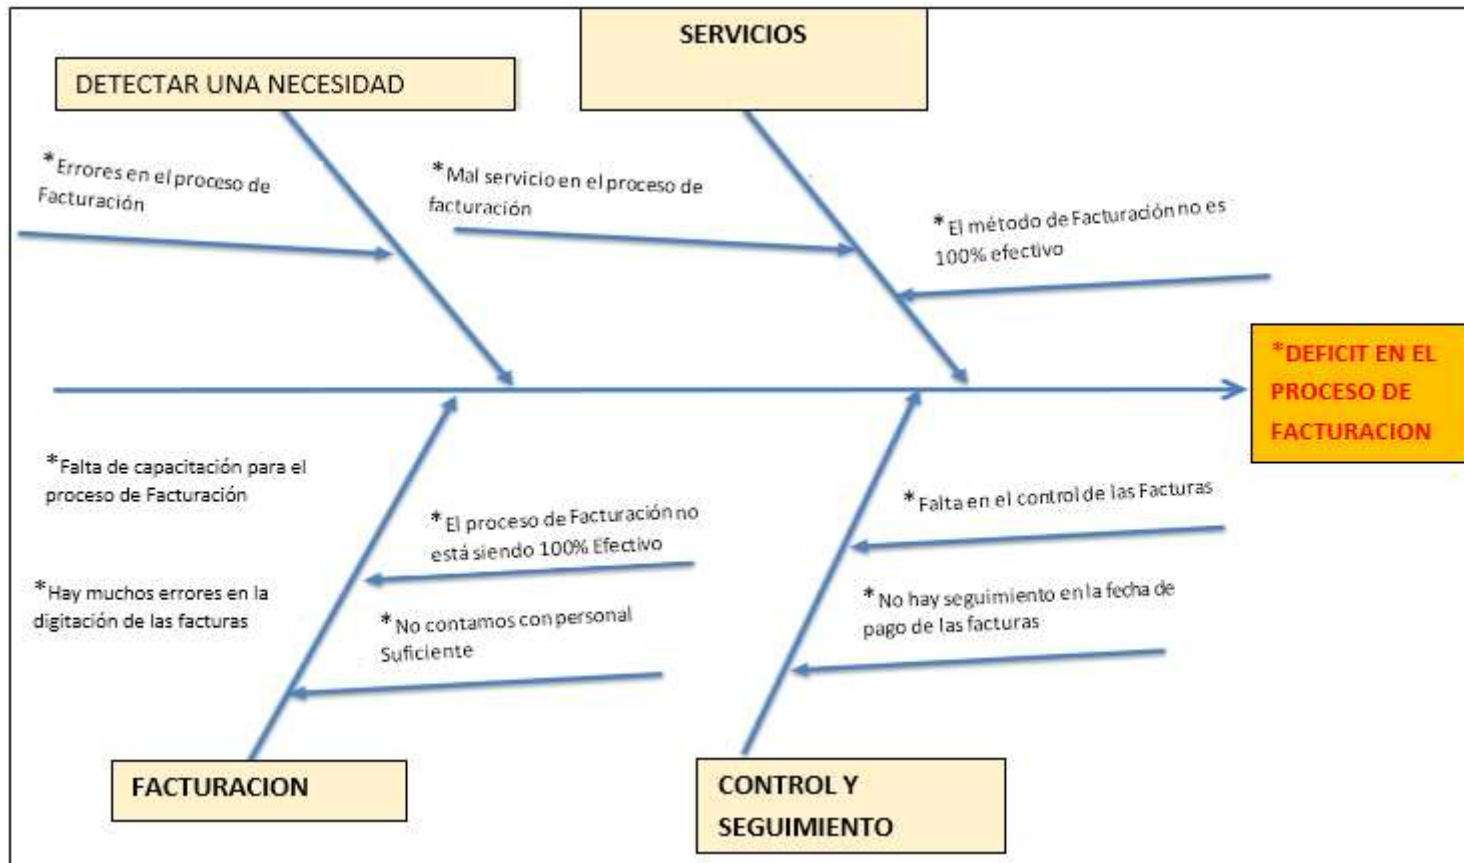 SERVICIOS
DETECTAR UNA NECESIDAD
*Errores en el proceso de
Facturación
*Mal servicio en el proceso de
facturación
*El método de Facturación no es
100% efectivo
*DEFICIT EN EL
PROCESO DE
FACTURACION
*Falta de capacitación para el
proceso de Facturación
*El proceso de Facturación no
está siendo 100% Efectivo
*Falta en el control de las Facturas
*Hay muchos errores en la
digitación de las facturas
*No contamos con personal
Suficiente
*No hay seguimiento en la fecha de
pago de las facturas
FACTURACION
CONTROL Y
SEGUIMIENTO